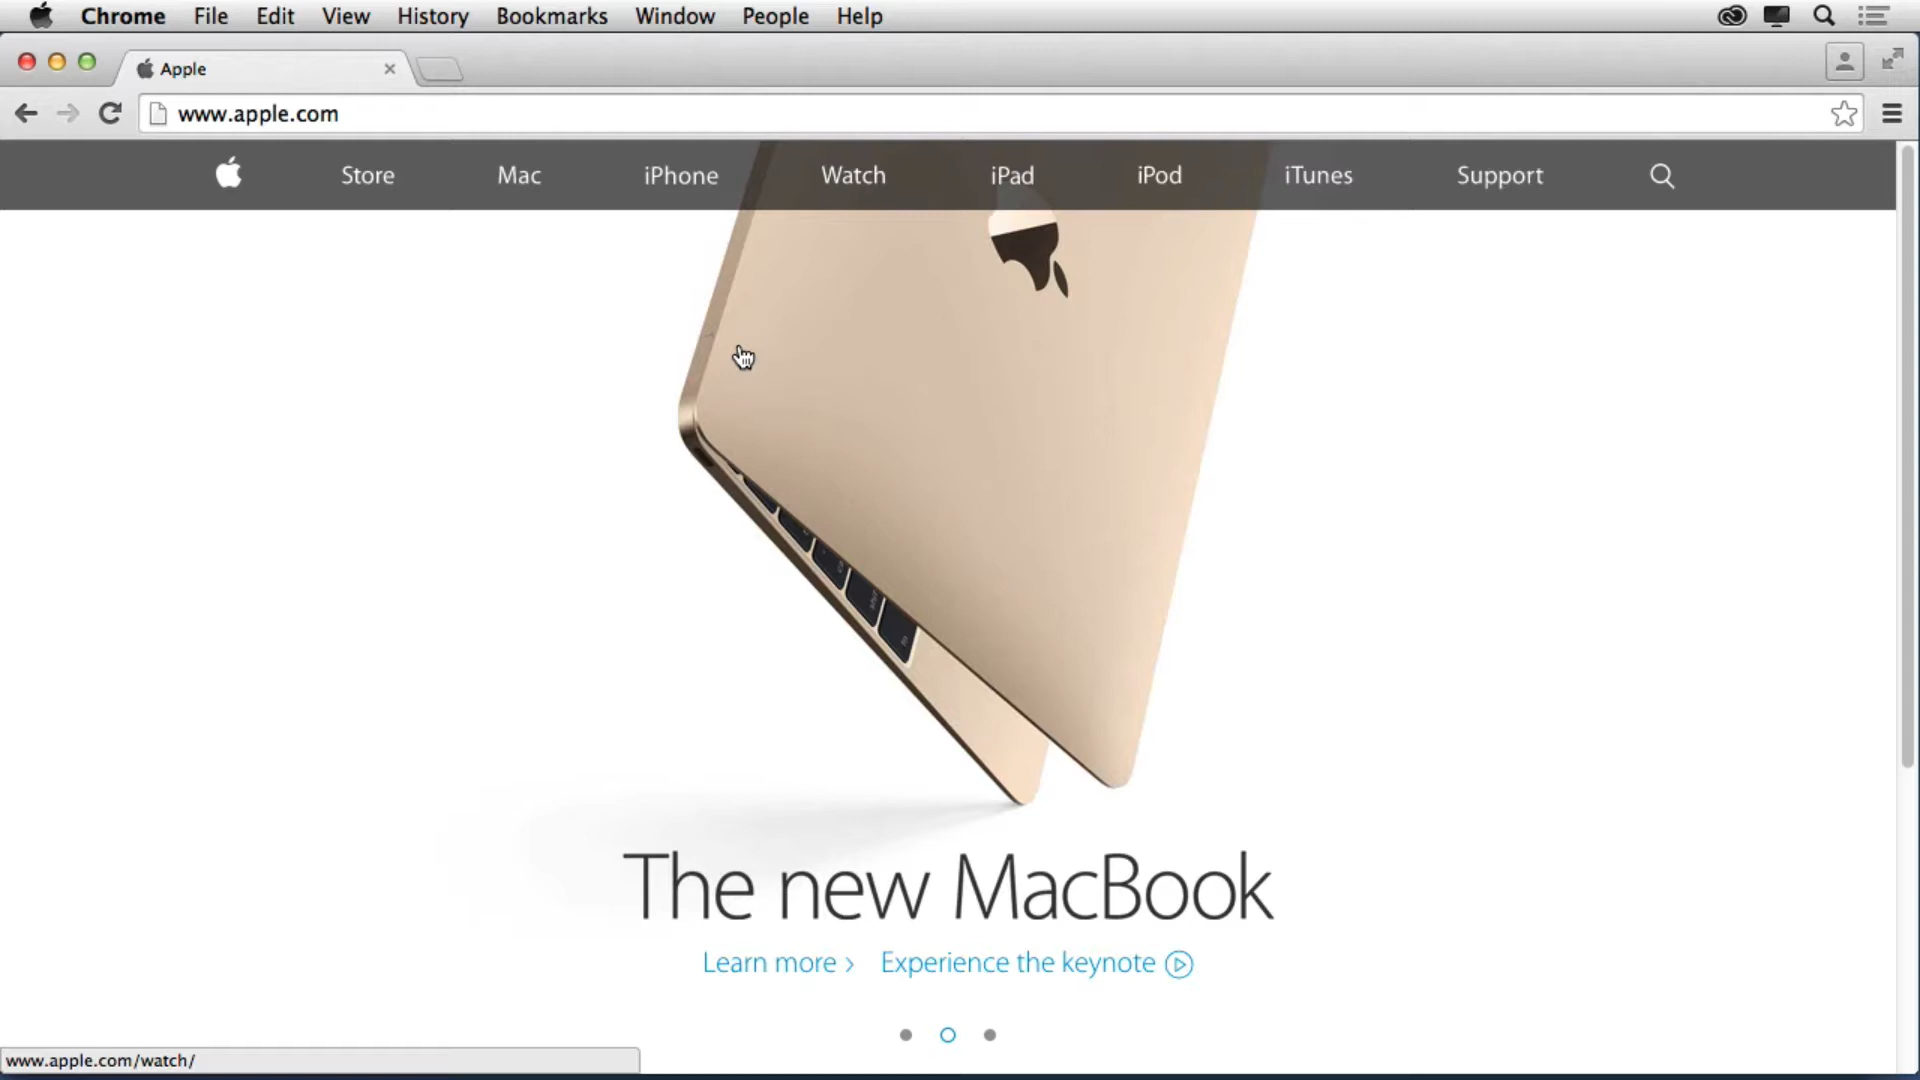 Chrome File Edit View History Bookmarks Window People Help
Apple
www.apple.com
Store Mac iPhone Watch iPad iPod iTunes Support
The new MacBook
Learn more › Experience the keynote
www.apple.com/watch/